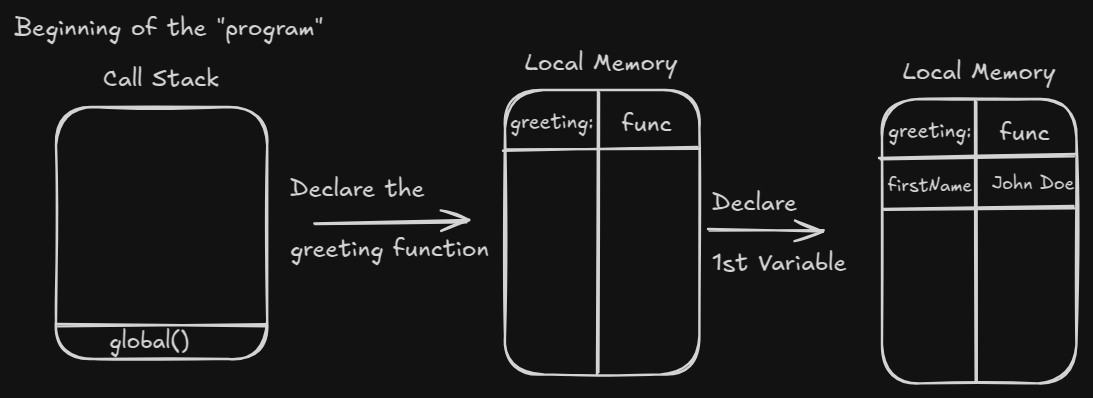 Beginning of the "program"
Call Stack
global()
Declare the
greeting function
Local Memory
greeting: func
Declare
1st Variable
Local Memory
greeting: func
firstName John Doe